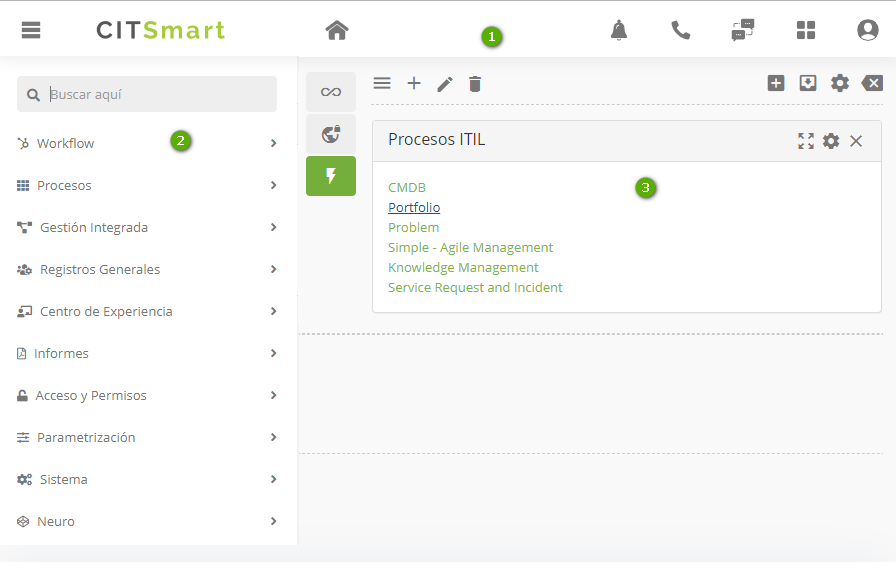 CITSmart
1
Buscar aquí
Workflow
2
Procesos
Gestión Integrada
Registros Generales
Centro de Experiencia
Informes
Acceso y Permisos
Parametrización
Sistema
Neuro
Procesos ITIL
3
CMDB
Portfolio
Problem
Simple - Agile Management
Knowledge Management
Service Request and Incident